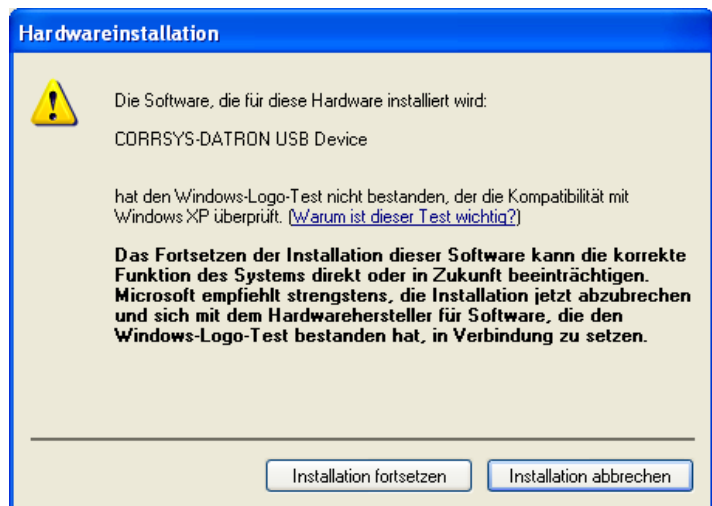 Hardwareinstallation
Die Software, die für diese Hardware installiert wird:
CORRSYS-DATRON USB Device
hat den Windows-Logo-Test nicht bestanden, der die Kompatibilität mit
Windows XP überprüft. (Warum ist dieser Test wichtig?)
Das Fortsetzen der Installation dieser Software kann die korrekte
Funktion des Systems direkt oder in Zukunft beeinträchtigen.
Microsoft empfiehlt strengstens, die Installation jetzt abzubrechen
und sich mit dem Hardwarehersteller für Software, die den
Windows-Logo-Test bestanden hat, in Verbindung zu setzen.
Installation fortsetzen
Installation abbrechen